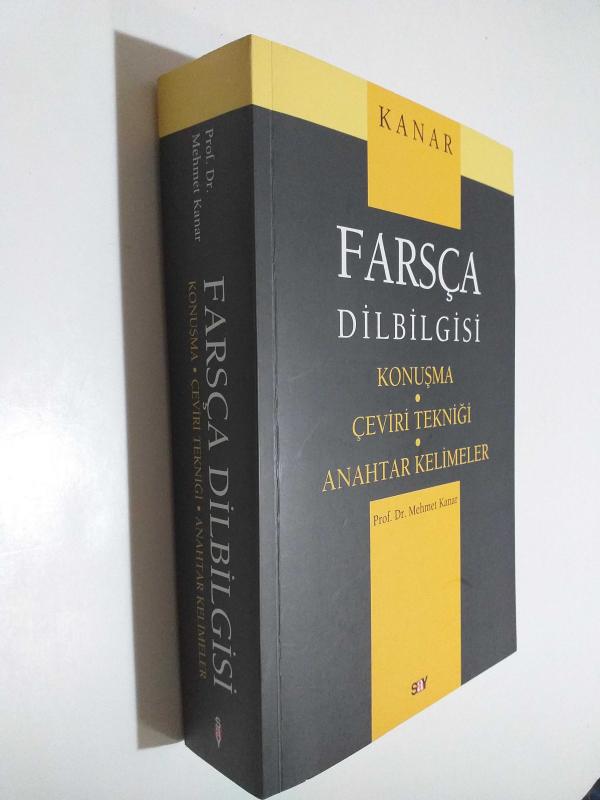 KANAR
FARSÇA
DİLBİLGİSİ
KONUŞMA
•
ÇEVİRİ TEKNİĞİ
•
ANAHTAR KELİMELER
Prof. Dr. Mehmet Kanar
say
Prof. Dr.
Mehmet Kanar
FARSÇA DİLBİLGİSİ
KONUŞMA • ÇEVİRİ TEKNİĞİ • ANAHTAR KELİMELER
say